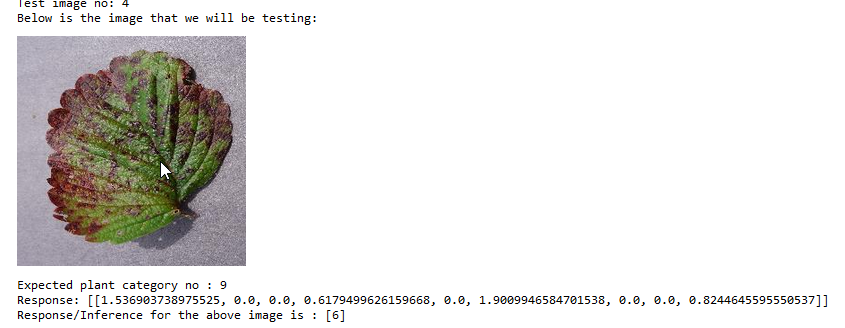 Test image no: 4
Below is the image that we will be testing:
Expected plant category no : 9
Response: [[1.536903738975525, 0.0, 0.0, 0.6179499626159668, 0.0, 1.9009946584701538, 0.0, 0.0, 0.8244645595550537]]
Response/Inference for the above image is : [6]